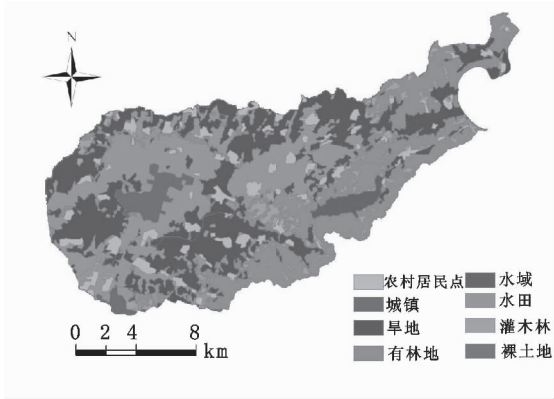 N
农村居民点 水域
城镇 水田
旱地 灌木林
有林地 裸土地
0 2 4 8
km